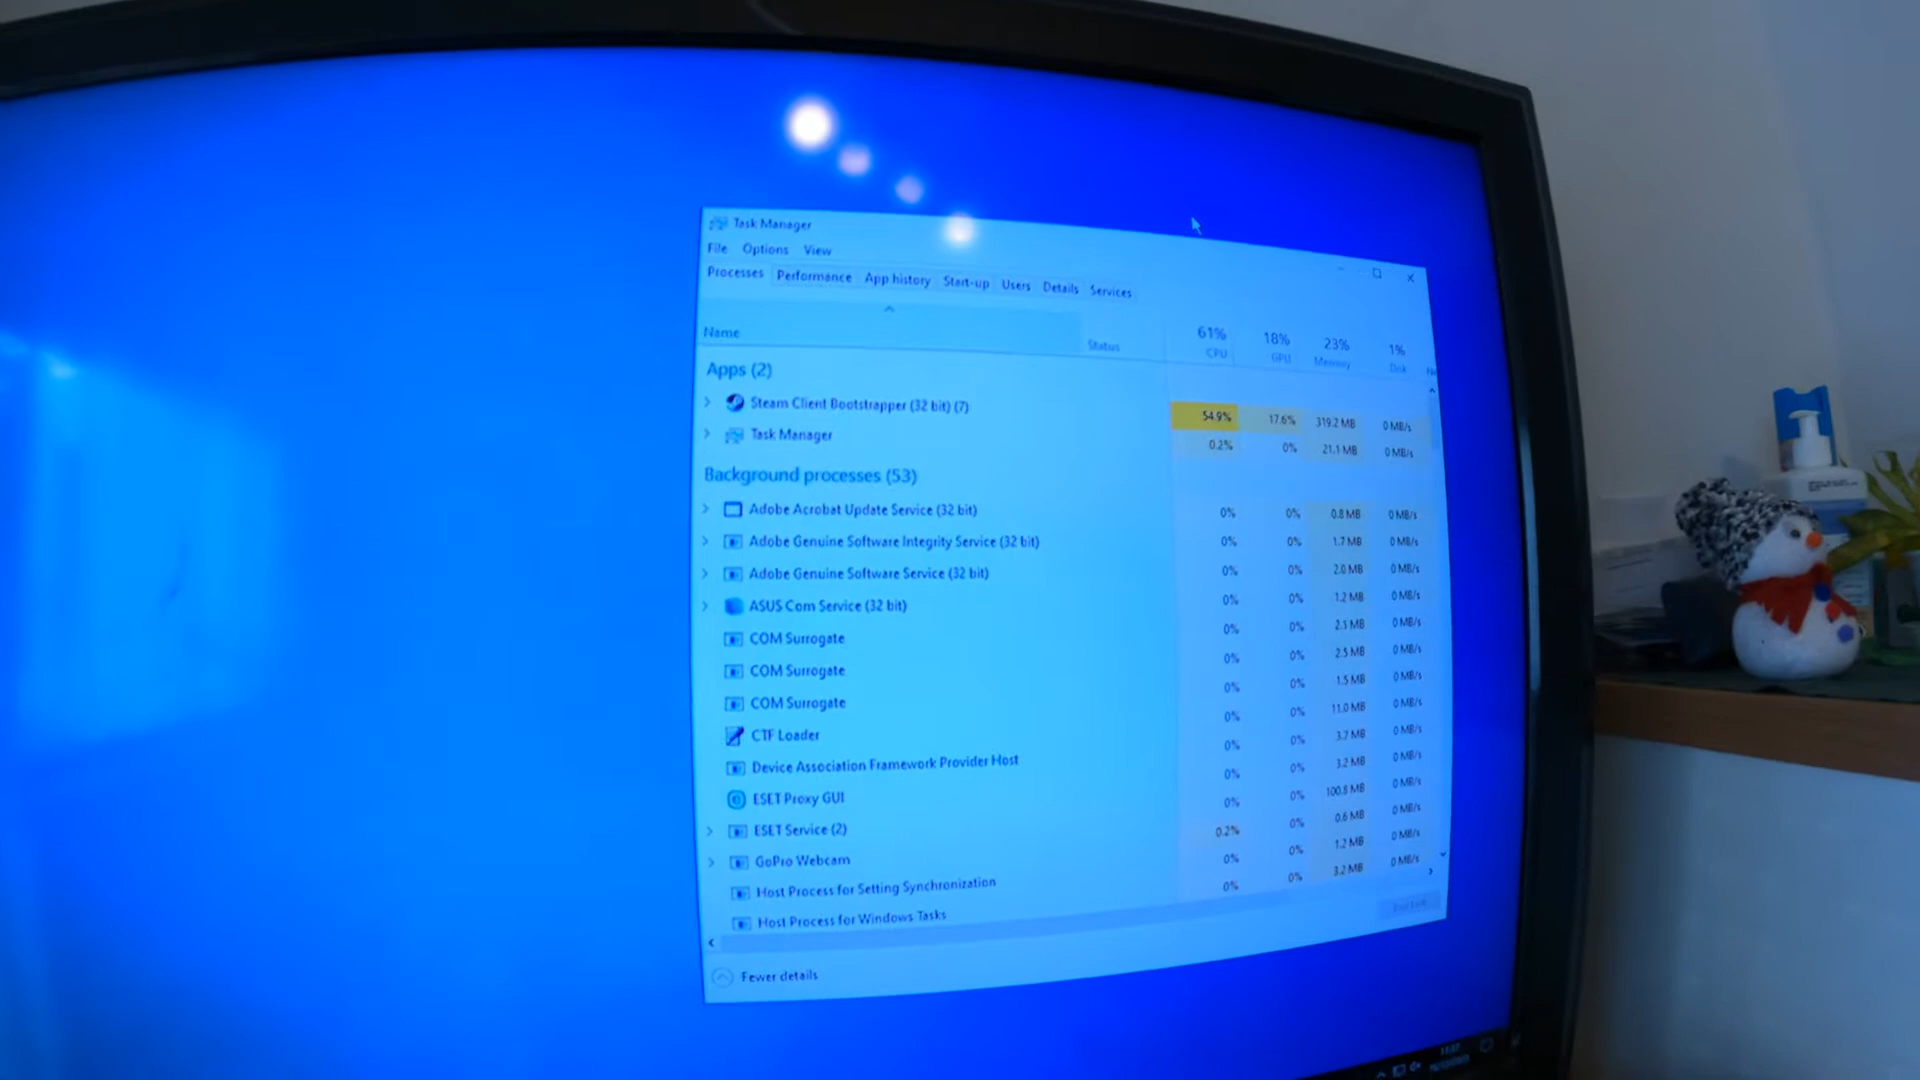 Task Manager
File Options View
Processes Performance App history Start-up Users Details Services
Name Status 61% CPU 18% GPU 23% Memory 1% Disk
Apps (2)
Steam Client Bootstrapper (32 bit) (7) 54.9% 17.6% 319.2 MB 0 MB/s
Task Manager 0.2% 0% 21.1 MB 0 MB/s
Background processes (53)
Adobe Acrobat Update Service (32 bit) 0% 0% 0.8 MB 0 MB/s
Adobe Genuine Software Integrity Service (32 bit) 0% 0% 1.7 MB 0 MB/s
Adobe Genuine Software Service (32 bit) 0% 0% 2.0 MB 0 MB/s
ASUS Com Service (32 bit) 0% 0% 1.2 MB 0 MB/s
COM Surrogate 0% 0% 2.1 MB 0 MB/s
COM Surrogate 0% 0% 2.5 MB 0 MB/s
COM Surrogate 0% 0% 1.5 MB 0 MB/s
CTF Loader 0% 0% 11.0 MB 0 MB/s
Device Association Framework Provider Host 0% 0% 3.7 MB 0 MB/s
ESET Proxy GUI 0% 0% 3.2 MB 0 MB/s
ESET Service (2) 0% 0% 100.8 MB 0 MB/s
GoPro Webcam 0.2% 0% 0.6 MB 0 MB/s
Host Process for Setting Synchronization 0% 0% 1.2 MB 0 MB/s
Host Process for Windows Tasks 0% 0% 3.2 MB 0 MB/s
Fewer details